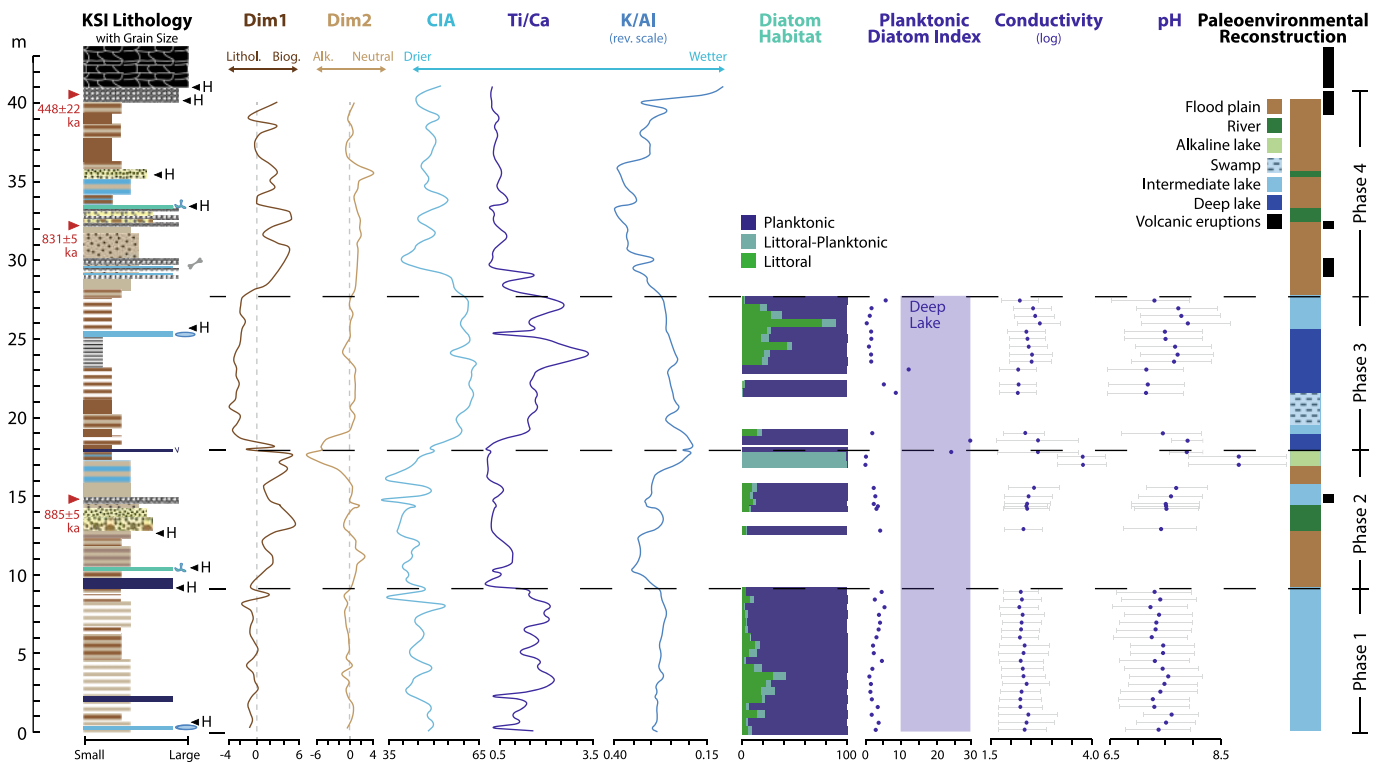 KSI Lithology
with Grain Size
Dim1
Dim2
CIA
Ti/Ca
K/Al
(rev. scale)
Diatom
Habitat
Planktonic
Diatom Index
Conductivity
(log)
pH
Paleoenvironmental
Reconstruction
m
Lithol. Biog.
Alk. Neutral
Drier
Wetter
H
H
40
448±22
ka
H
35
H
831±5
ka
30
H
25
20
v
15
885±5
ka
H
H
10
H
5
H
0
Planktonic
Littoral-Planktonic
Littoral
Deep
Lake
Flood plain
River
Alkaline lake
Swamp
Intermediate lake
Deep lake
Volcanic eruptions
Phase 4
Phase 3
Phase 2
Phase 1
Small Large
-4 0 6
-6 0 4
35 65
0.5 3.5
0.40 0.15
0 100
0 10 30
1.5 4.0
6.5 8.5